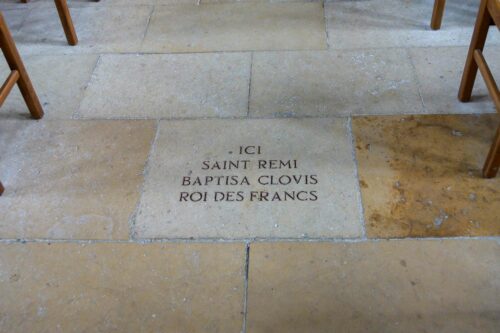 ICI
SAINT REMI
BAPTISA CLOVIS
ROI DES FRANCS